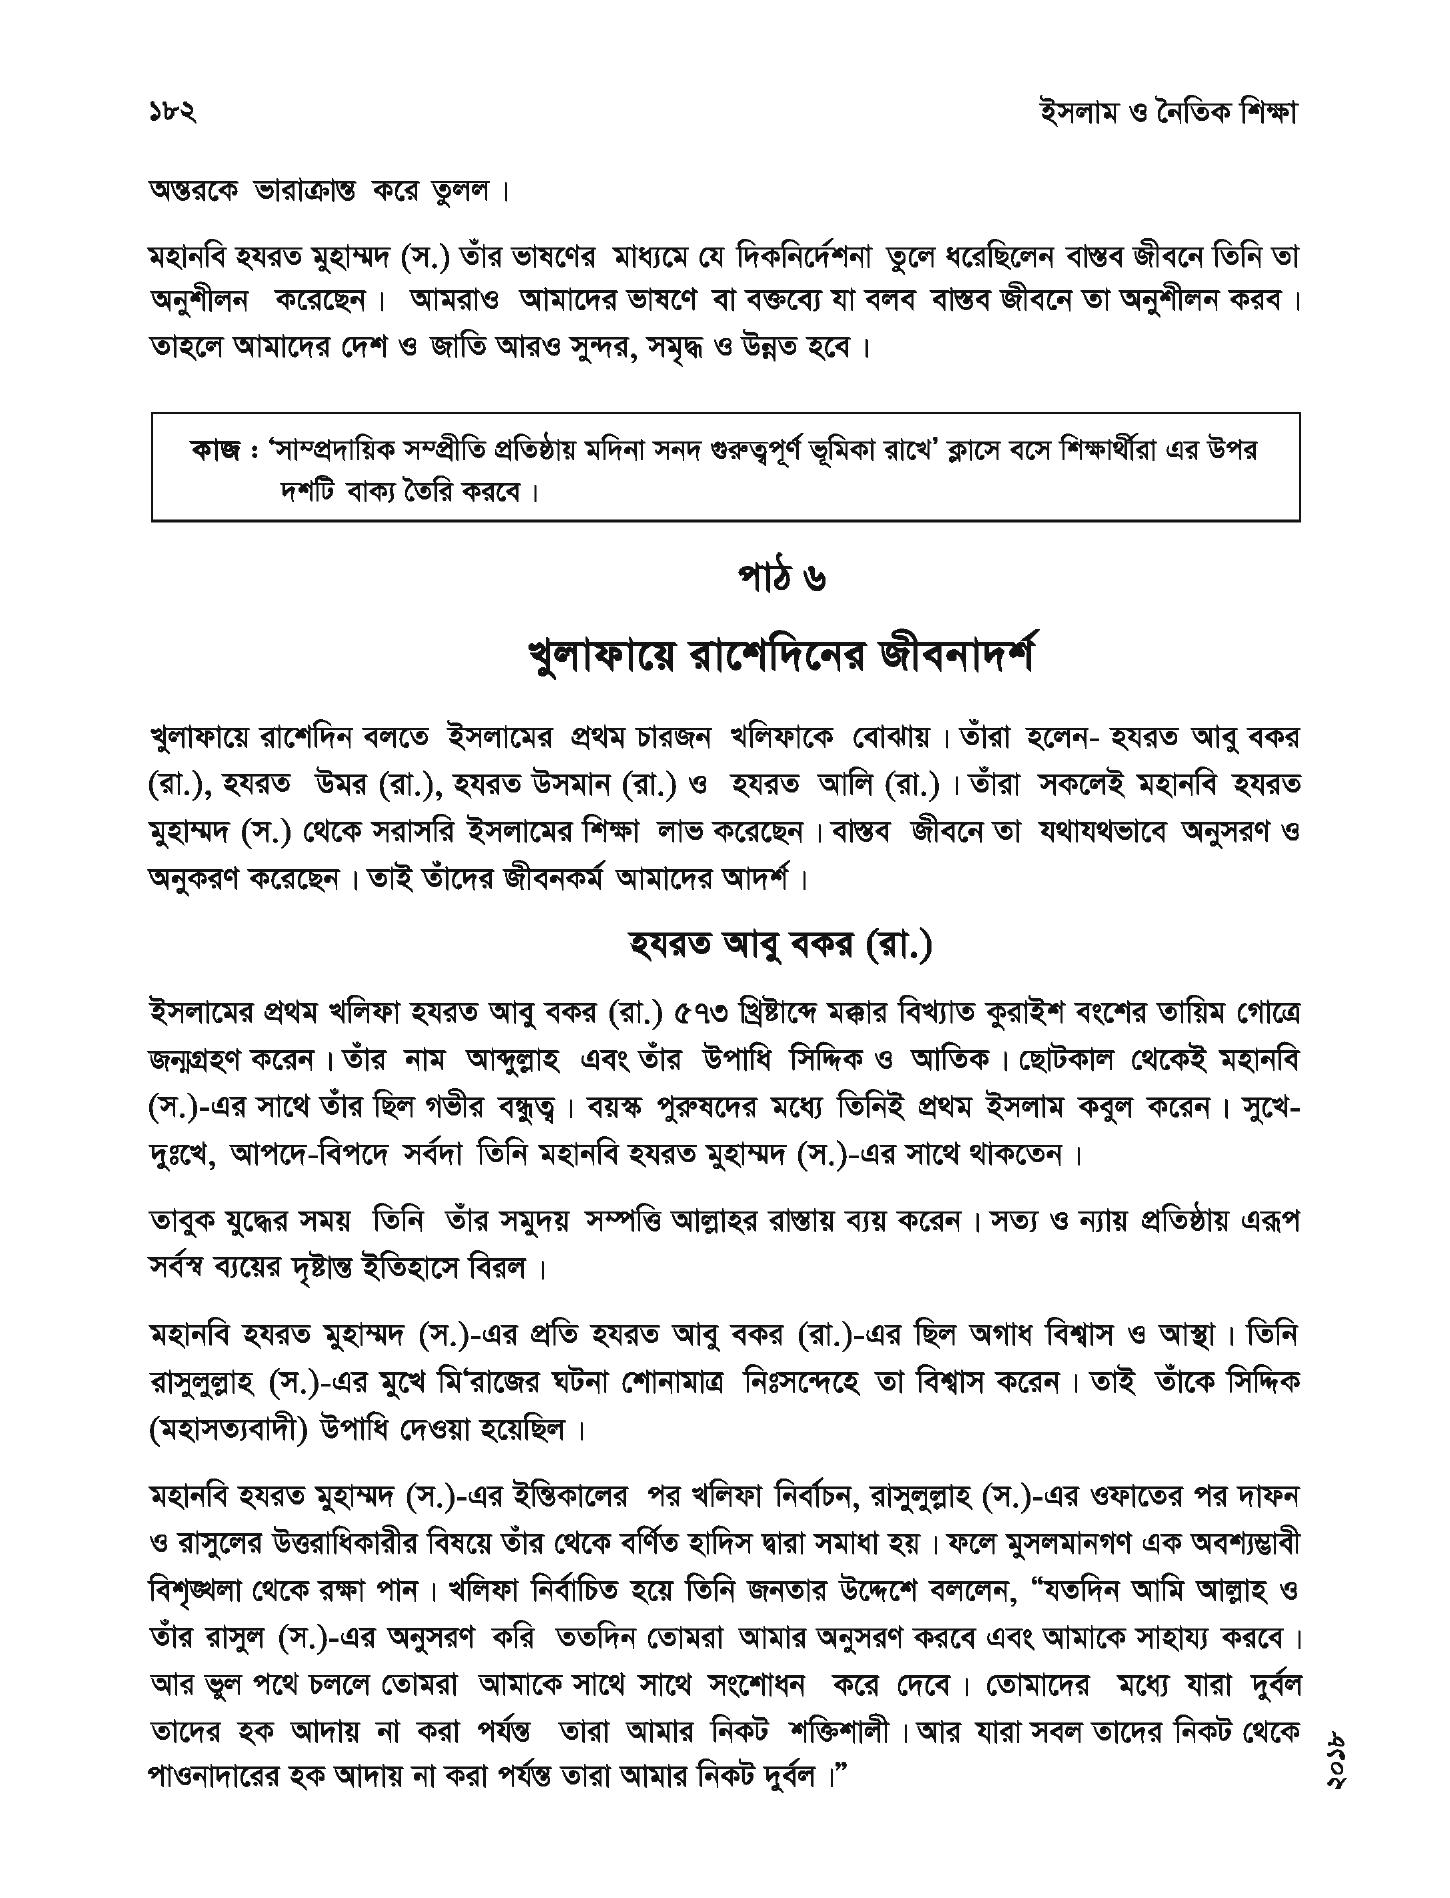 ১৮২
ইসলাম ও নৈতিক শিক্ষা
অন্তরকে ভারাক্রান্ত করে তুলল।
মহানবি হযরত মুহাম্মদ (স.) তাঁর ভাষণের মাধ্যমে যে দিকনির্দেশনা তুলে ধরেছিলেন বাস্তব জীবনে তিনি তা
অনুশীলন করেছেন। আমরাও আমাদের ভাষণে বা বক্তব্যে যা বলব বাস্তব জীবনে তা অনুশীলন করব।
তাহলে আমাদের দেশ ও জাতি আরও সুন্দর, সমৃদ্ধ ও উন্নত হবে।
কাজ : ‘সাম্প্রদায়িক সম্প্রীতি প্রতিষ্ঠায় মদিনা সনদ গুরুত্বপূর্ণ ভূমিকা রাখে’ ক্লাসে বসে শিক্ষার্থীরা এর উপর
দশটি বাক্য তৈরি করবে।
পাঠ ৬
খুলাফায়ে রাশেদিনের জীবনাদর্শ
খুলাফায়ে রাশেদিন বলতে ইসলামের প্রথম চারজন খলিফাকে বোঝায়। তাঁরা হলেন- হযরত আবু বকর
(রা.), হযরত উমর (রা.), হযরত উসমান (রা.) ও হযরত আলি (রা.)। তাঁরা সকলেই মহানবি হযরত
মুহাম্মদ (স.) থেকে সরাসরি ইসলামের শিক্ষা লাভ করেছেন। বাস্তব জীবনে তা যথাযথভাবে অনুসরণ ও
অনুকরণ করেছেন। তাই তাঁদের জীবনকর্ম আমাদের আদর্শ।
হযরত আবু বকর (রা.)
ইসলামের প্রথম খলিফা হযরত আবু বকর (রা.) ৫৭৩ খ্রিষ্টাব্দে মক্কার বিখ্যাত কুরাইশ বংশের তায়িম গোত্রে
জন্মগ্রহণ করেন। তাঁর নাম আব্দুল্লাহ এবং তাঁর উপাধি সিদ্দিক ও আতিক। ছোটকাল থেকেই মহানবি
(স.)-এর সাথে তাঁর ছিল গভীর বন্ধুত্ব। বয়স্ক পুরুষদের মধ্যে তিনিই প্রথম ইসলাম কবুল করেন। সুখে-
দুঃখে, আপদে-বিপদে সর্বদা তিনি মহানবি হযরত মুহাম্মদ (স.)-এর সাথে থাকতেন।
তাবুক যুদ্ধের সময় তিনি তাঁর সমুদয় সম্পত্তি আল্লাহর রাস্তায় ব্যয় করেন। সত্য ও ন্যায় প্রতিষ্ঠায় এরূপ
সর্বস্ব ব্যয়ের দৃষ্টান্ত ইতিহাসে বিরল।
মহানবি হযরত মুহাম্মদ (স.)-এর প্রতি হযরত আবু বকর (রা.)-এর ছিল অগাধ বিশ্বাস ও আস্থা। তিনি
রাসুলুল্লাহ (স.)-এর মুখে মি‘রাজের ঘটনা শোনামাত্র নিঃসন্দেহে তা বিশ্বাস করেন। তাই তাঁকে সিদ্দিক
(মহাসত্যবাদী) উপাধি দেওয়া হয়েছিল।
মহানবি হযরত মুহাম্মদ (স.)-এর ইন্তিকালের পর খলিফা নির্বাচন, রাসুলুল্লাহ (স.)-এর ওফাতের পর দাফন
ও রাসুলের উত্তরাধিকারীর বিষয়ে তাঁর থেকে বর্ণিত হাদিস দ্বারা সমাধা হয়। ফলে মুসলমানগণ এক অবশ্যম্ভাবী
বিশৃঙ্খলা থেকে রক্ষা পান। খলিফা নির্বাচিত হয়ে তিনি জনতার উদ্দেশে বললেন, “যতদিন আমি আল্লাহ ও
তাঁর রাসুল (স.)-এর অনুসরণ করি ততদিন তোমরা আমার অনুসরণ করবে এবং আমাকে সাহায্য করবে।
আর ভুল পথে চললে তোমরা আমাকে সাথে সাথে সংশোধন করে দেবে। তোমাদের মধ্যে যারা দুর্বল
তাদের হক আদায় না করা পর্যন্ত তারা আমার নিকট শক্তিশালী। আর যারা সবল তাদের নিকট থেকে
পাওনাদারের হক আদায় না করা পর্যন্ত তারা আমার নিকট দুর্বল।”
২০১৮